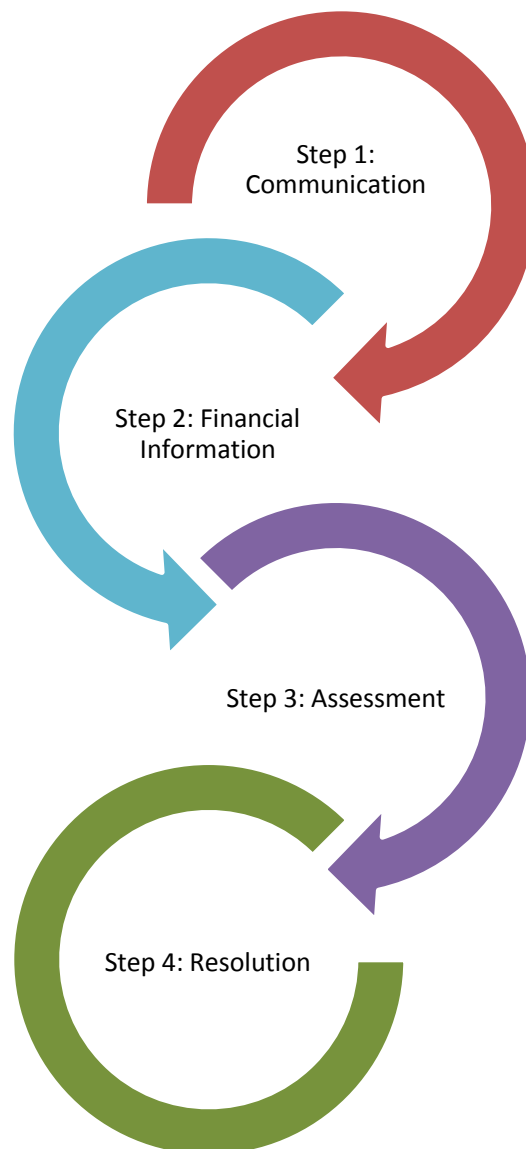 Step 1:
Communication
Step 2: Financial
Information
Step 3: Assessment
Step 4: Resolution